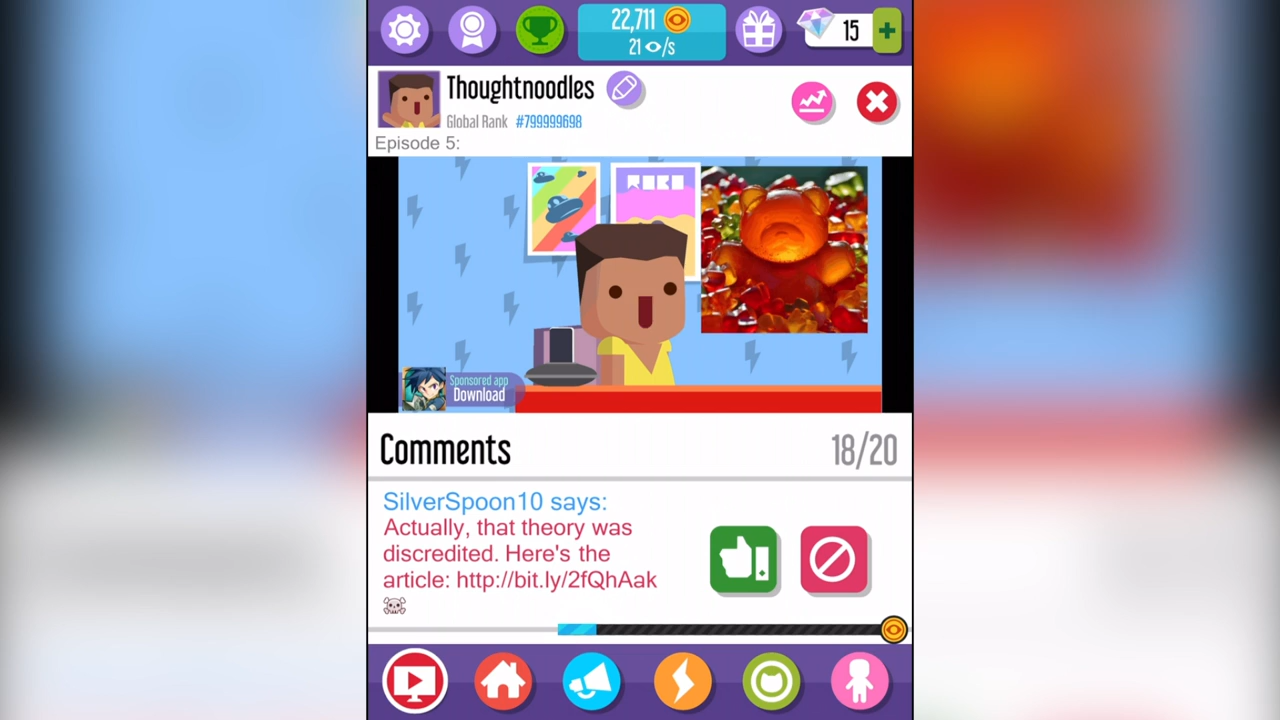 22,711
21 /s
15
Thoughtnoodles
Global Rank #799999698
Episode 5:
Sponsored app
Download
Comments
18/20
SilverSpoon10 says:
Actually, that theory was
discredited. Here's the
article: http://bit.ly/2fQhAak